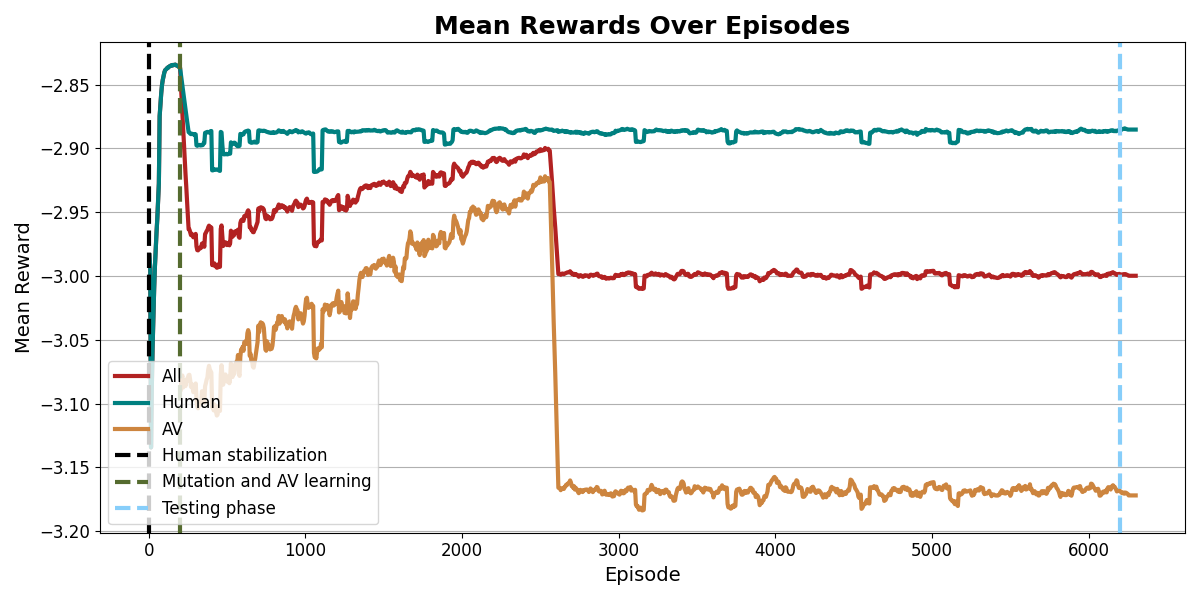 Mean Rewards Over Episodes
Mean Reward
−2.85
−2.90
−2.95
−3.00
−3.05
−3.10
−3.15
−3.20
All
Human
AV
Human stabilization
Mutation and AV learning
Testing phase
0 1000 2000 3000 4000 5000 6000
Episode